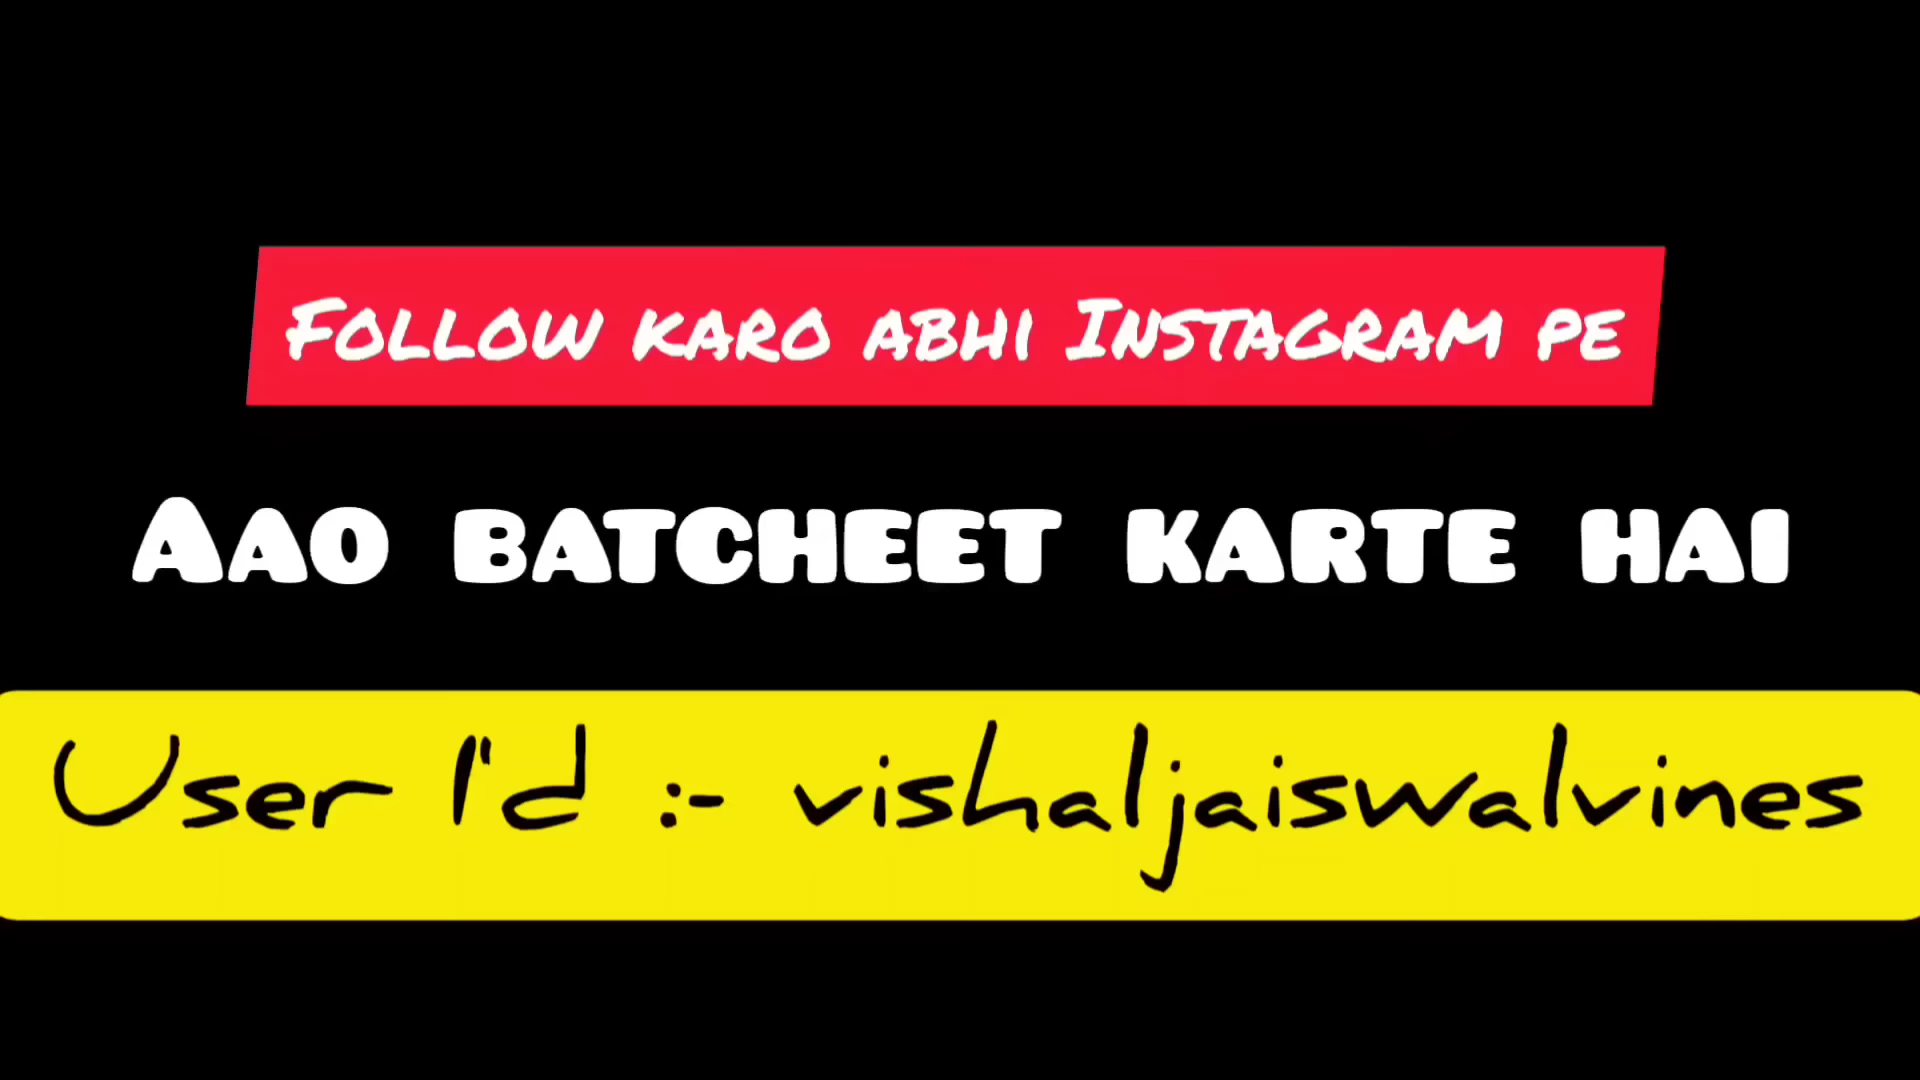 Follow karo abhi Instagram pe
Aao batcheet karte hai
User I'd :- vishaljaiswalvines